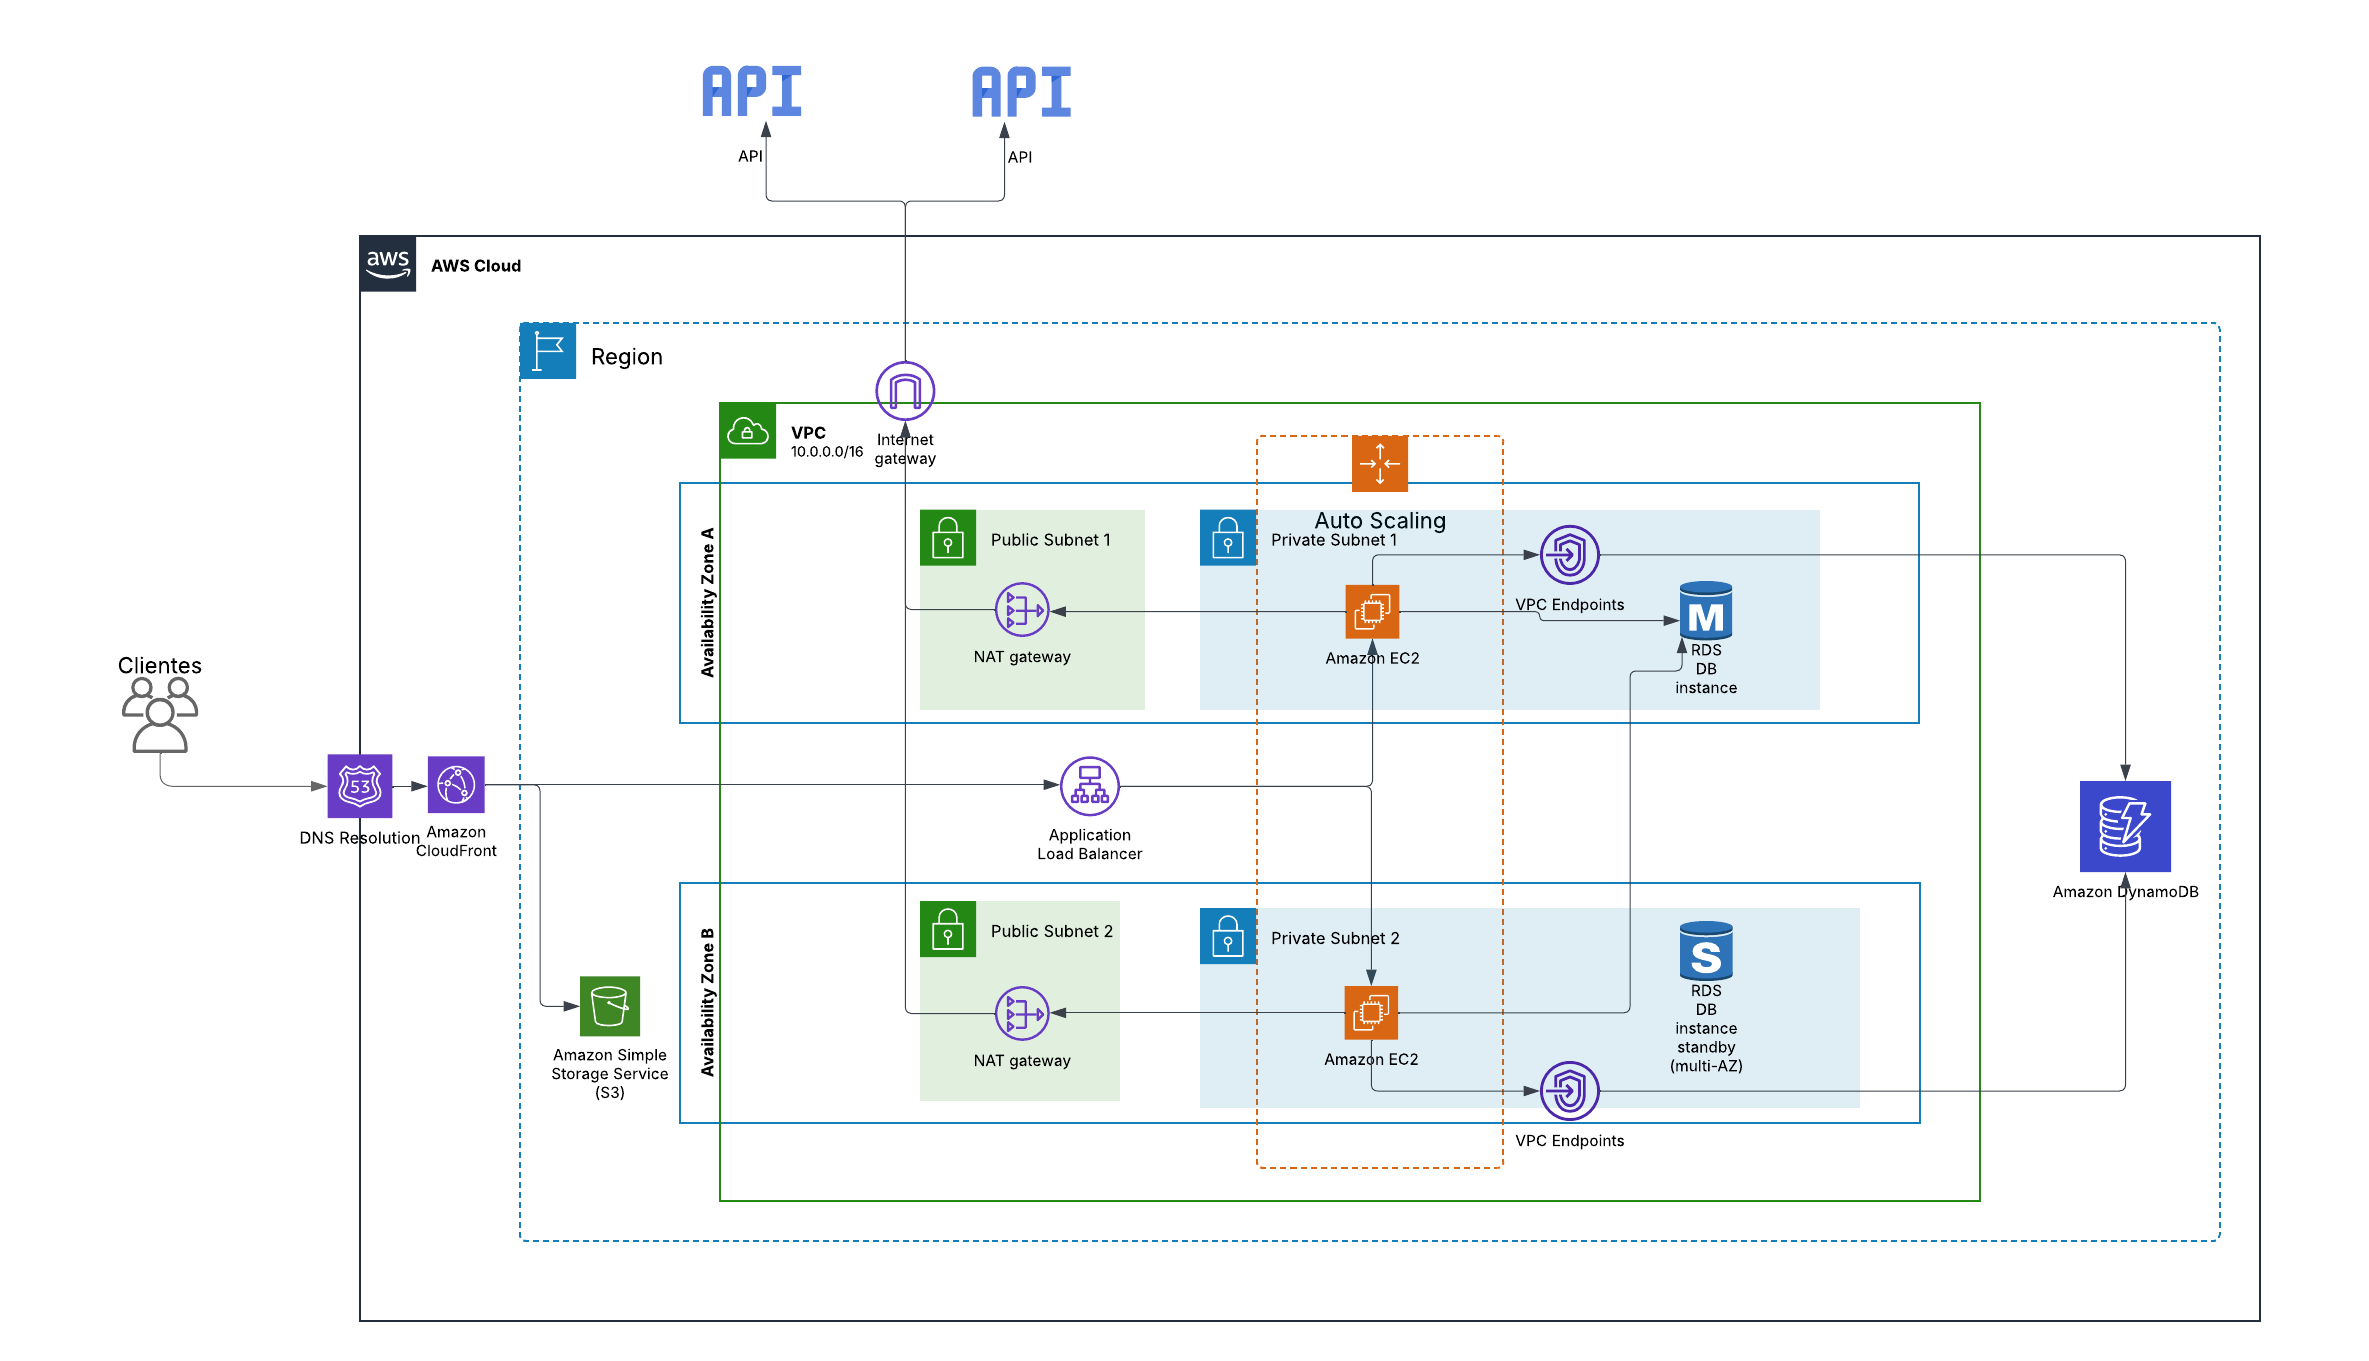 API
API
API
API
aws
AWS Cloud
Region
VPC
10.0.0.0/16
Internet
gateway
Auto Scaling
Availability Zone A
Public Subnet 1
Private Subnet 1
VPC Endpoints
M
NAT gateway
Amazon EC2
RDS
DB
instance
Clientes
53
DNS Resolution
Amazon
CloudFront
Application
Load Balancer
Amazon DynamoDB
Availability Zone B
Public Subnet 2
Private Subnet 2
S
RDS
DB
instance
standby
(multi-AZ)
NAT gateway
Amazon EC2
Amazon Simple
Storage Service
(S3)
VPC Endpoints